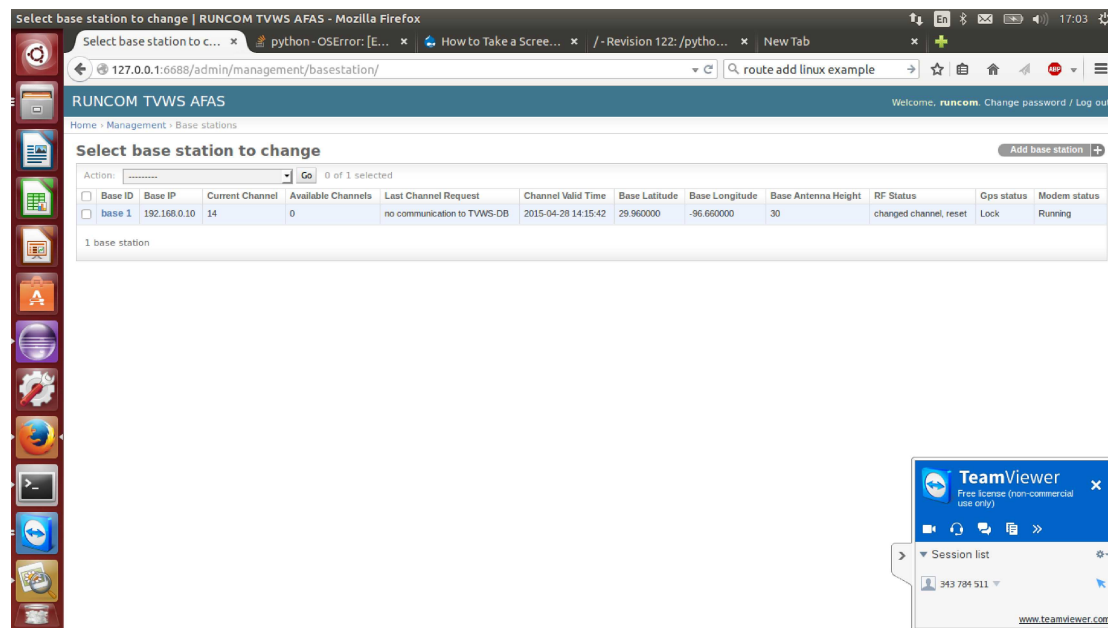 Select base station to change | RUNCOM TVWS AFAS - Mozilla Firefox
En
17:03
Select base station to c... ×
python - OSError: [E... ×
How to Take a Scree... ×
/ - Revision 122: /pytho... ×
New Tab ×
127.0.0.1:6688/admin/management/basestation/
route add linux example
ABP
RUNCOM TVWS AFAS
Welcome, runcom. Change password / Log out
Home › Management › Base stations
Select base station to change
Add base station +
Action: --------- Go 0 of 1 selected
Base ID Base IP Current Channel Available Channels Last Channel Request Channel Valid Time Base Latitude Base Longitude Base Antenna Height RF Status Gps status Modem status
base 1 192.168.0.10 14 0 no communication to TVWS-DB 2015-04-28 14:15:42 29.960000 -96.660000 30 changed channel, reset Lock Running
1 base station
TeamViewer
Free license (non-commercial
use only)
Session list
343 784 511
www.teamviewer.com